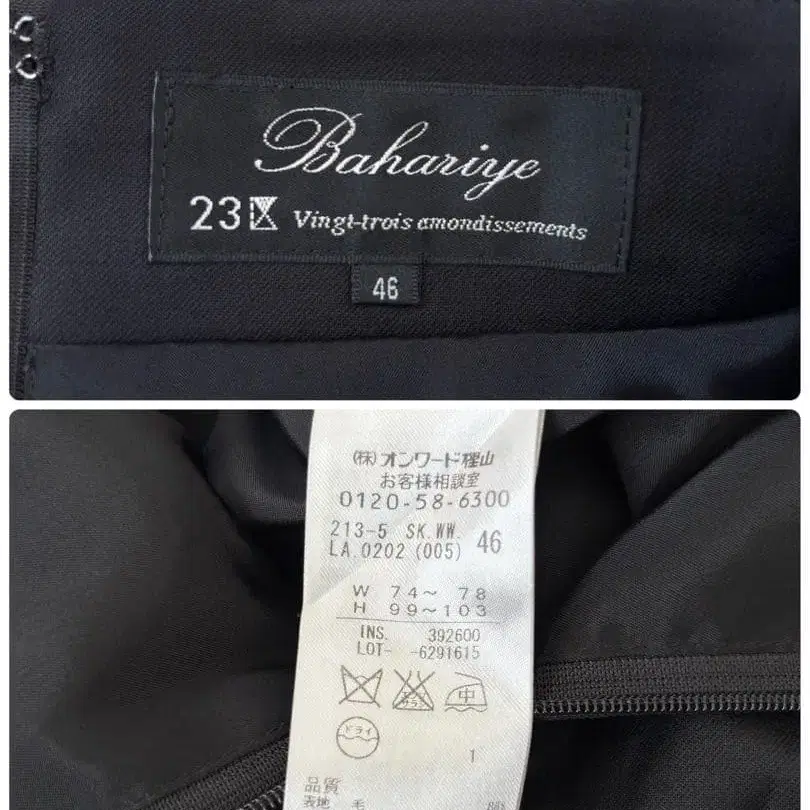 Bahariye
23区 Vingt-trois amondissements
46
(株)オンワード樫山
お客様相談室
0120-58-6300
213-5 SK.WW.
LA.0202 (005) 46
W 74～ 78
H 99～103
INS. 392600
LOT- -6291615
中
ドライ
1
品質
表地 毛